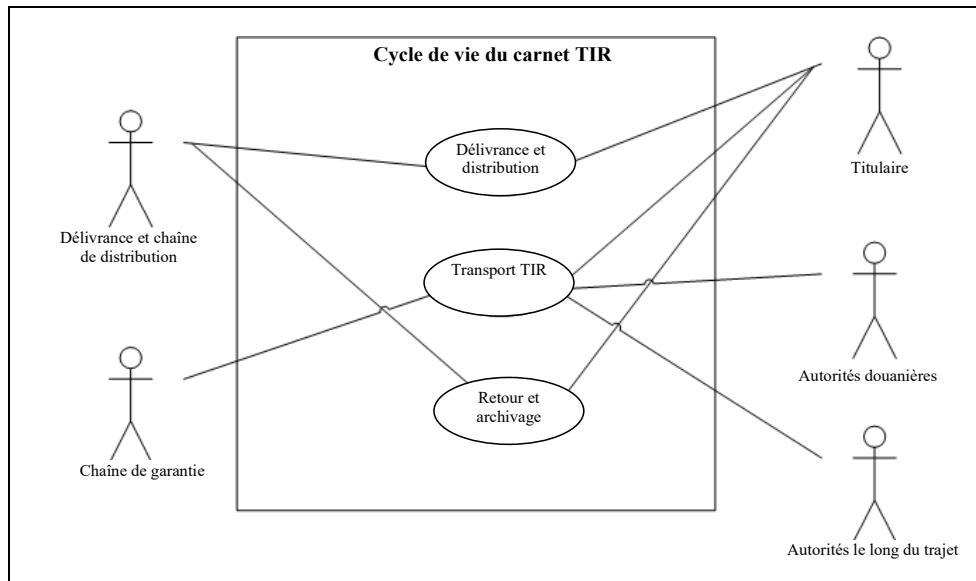 Cycle de vie du carnet TIR
Délivrance et
distribution
Titulaire
Délivrance et chaîne
de distribution
Transport TIR
Autorités douanières
Retour et
archivage
Chaîne de garantie
Autorités le long du trajet